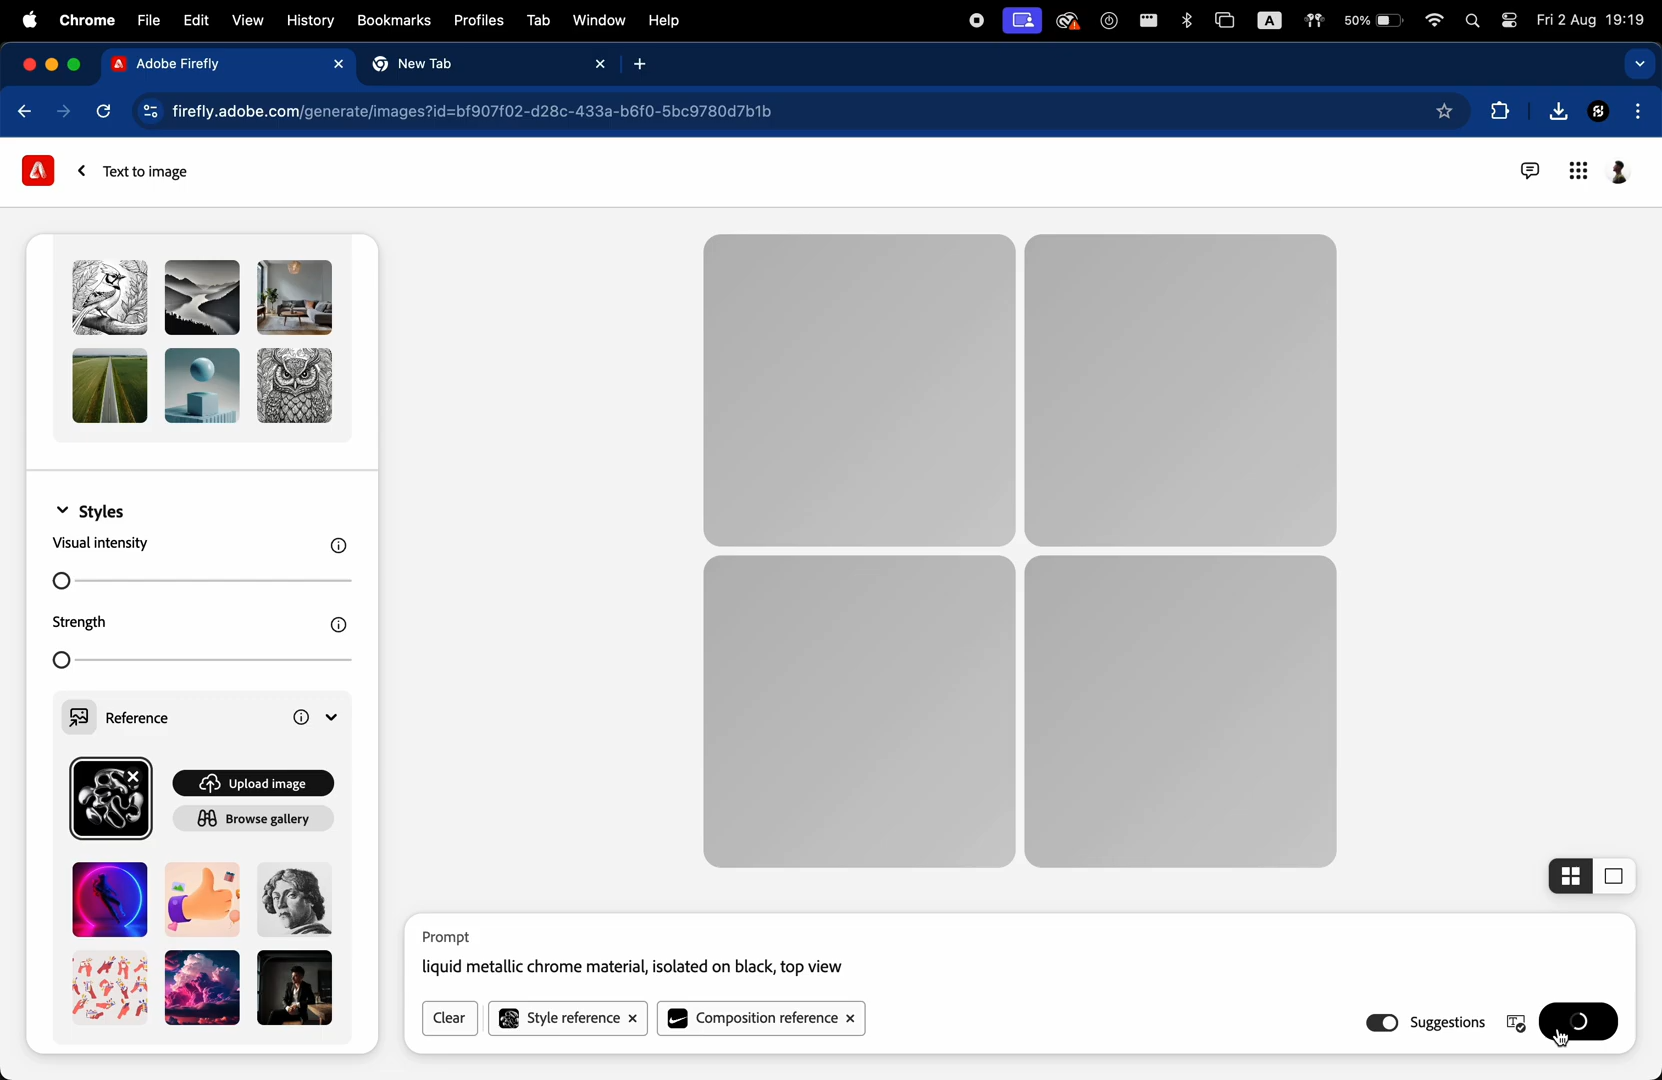 Chrome File Edit View History Bookmarks Profiles Tab Window Help A 50% Fri 2 Aug 19:19
Adobe Firefly New Tab
firefly.adobe.com/generate/images?id=bf907f02-d28c-433a-b6f0-5bc9780d7b1b
Text to image
Styles
Visual intensity
Strength
Reference
Upload image
Browse gallery
Prompt
liquid metallic chrome material, isolated on black, top view
Clear Style reference Composition reference Suggestions